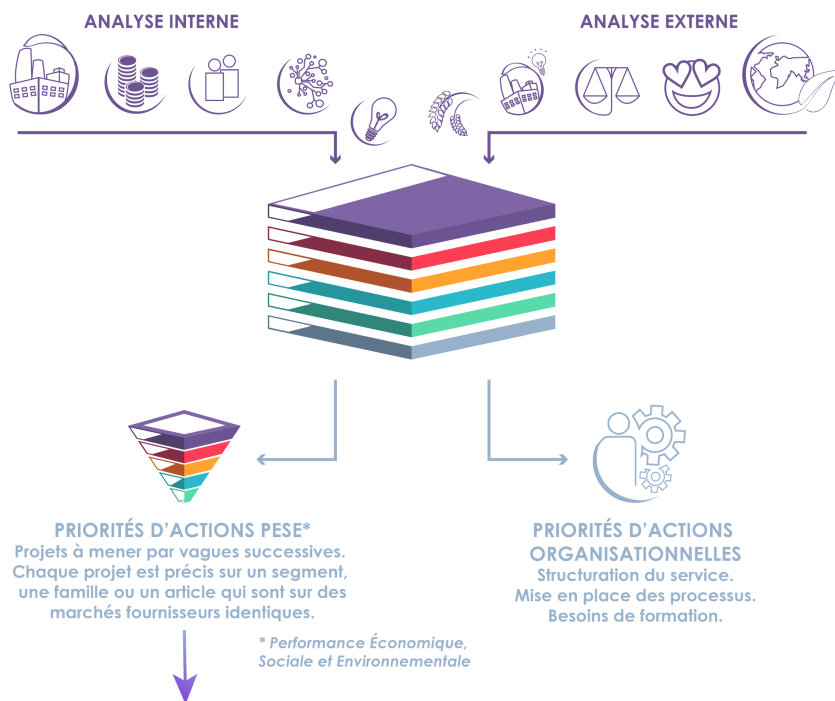 ANALYSE INTERNE
ANALYSE EXTERNE
PRIORITÉS D'ACTIONS PESE*
Projets à mener par vagues successives.
Chaque projet est précis sur un segment,
une famille ou un article qui sont sur des
marchés fournisseurs identiques.
* Performance Économique,
Sociale et Environnementale
PRIORITÉS D'ACTIONS
ORGANISATIONNELLES
Structuration du service.
Mise en place des processus.
Besoins de formation.